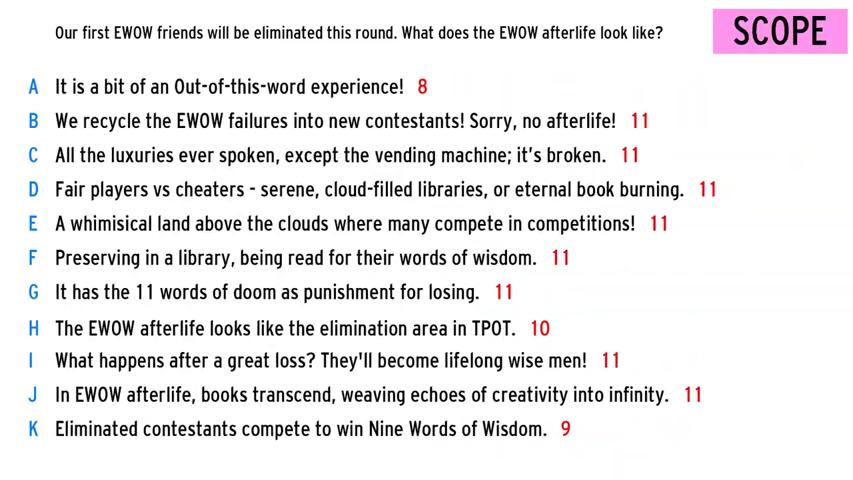 Our first EWOW friends will be eliminated this round. What does the EWOW afterlife look like?
SCOPE
A It is a bit of an Out-of-this-word experience! 8
B We recycle the EWOW failures into new contestants! Sorry, no afterlife! 11
C All the luxuries ever spoken, except the vending machine; it's broken. 11
D Fair players vs cheaters - serene, cloud-filled libraries, or eternal book burning. 11
E A whimisical land above the clouds where many compete in competitions! 11
F Preserving in a library, being read for their words of wisdom. 11
G It has the 11 words of doom as punishment for losing. 11
H The EWOW afterlife looks like the elimination area in TPOT. 10
I What happens after a great loss? They'll become lifelong wise men! 11
J In EWOW afterlife, books transcend, weaving echoes of creativity into infinity. 11
K Eliminated contestants compete to win Nine Words of Wisdom. 9